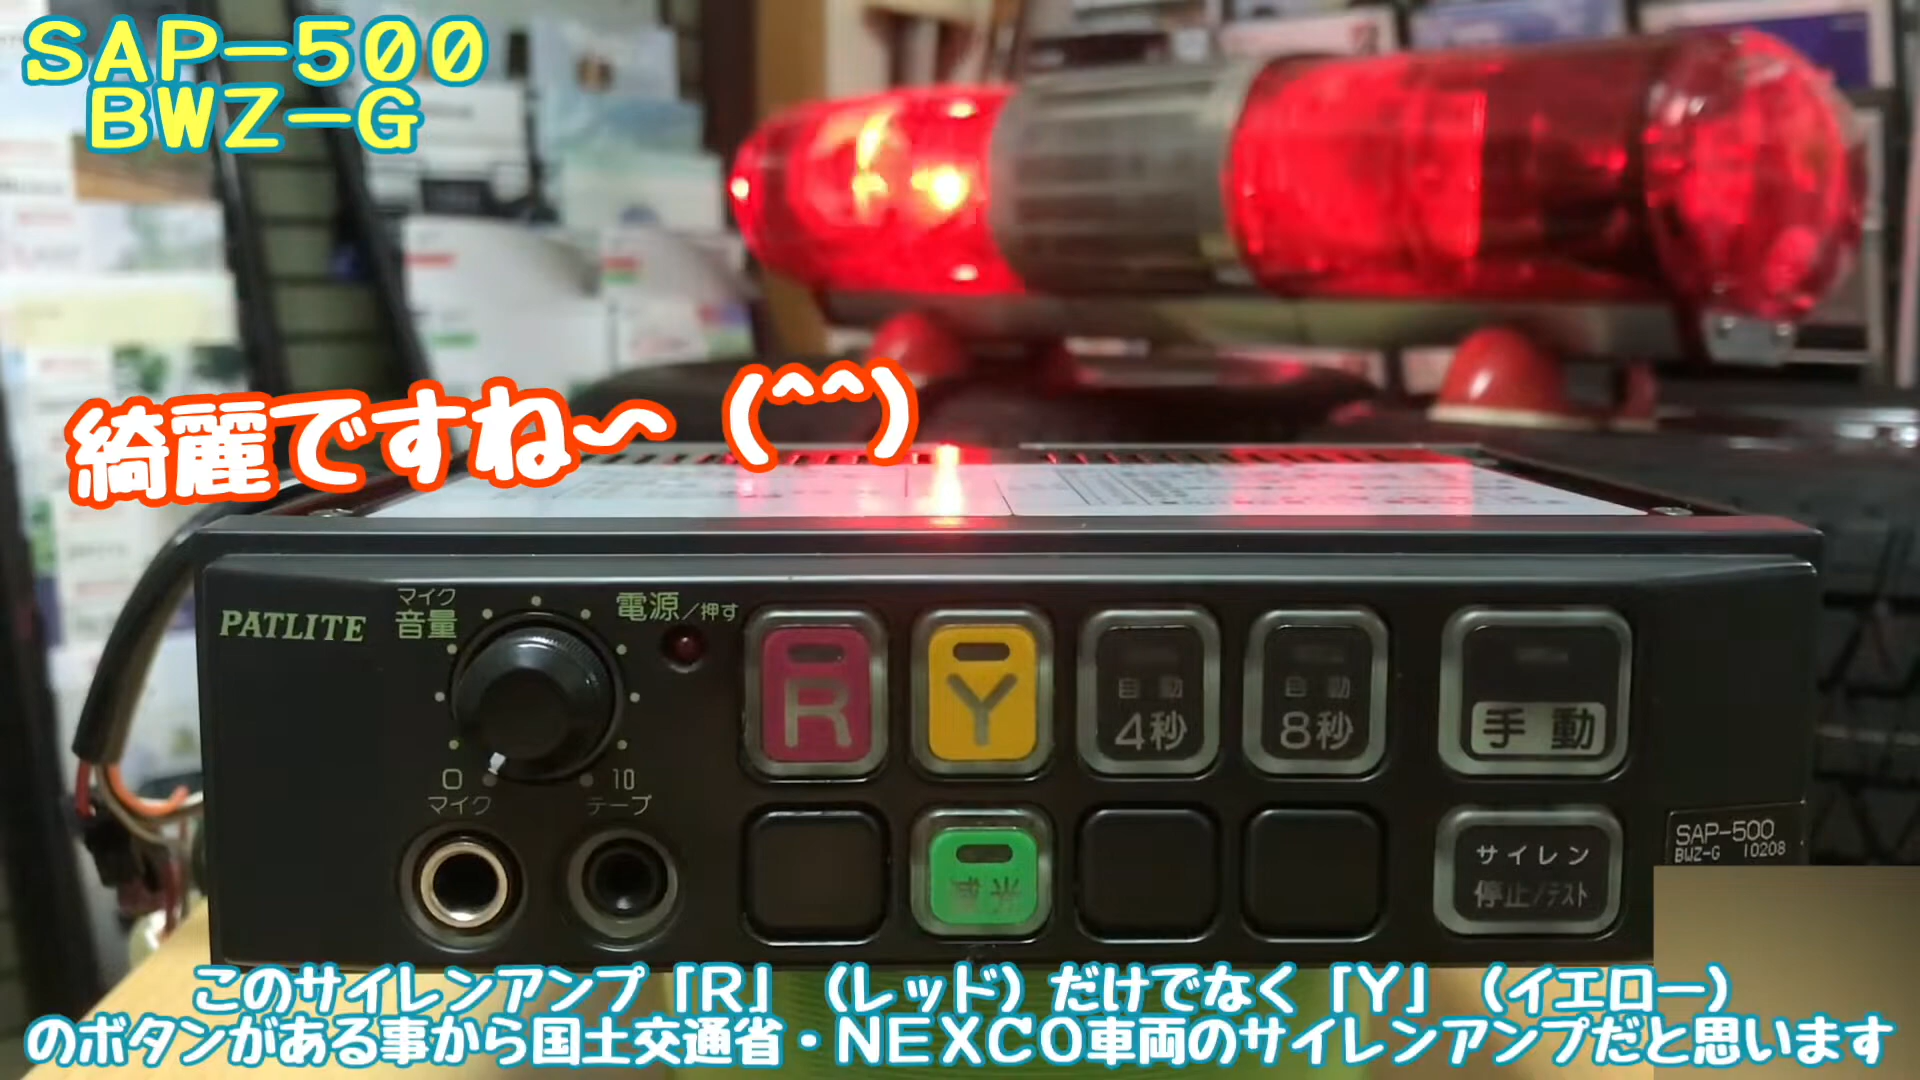 SAP-500
BWZ-G
綺麗ですね~(^^)
PATLITE
マイク
音量
電源/押す
0
10
マイク
テープ
R
Y
自動
4秒
自動
8秒
手動
減光
サイレン
停止/テスト
SAP-500
BWZ-G 10208
このサイレンアンプ「R」(レッド)だけでなく「Y」(イエロー)
のボタンがある事から国土交通省・NEXCO車両のサイレンアンプだと思います